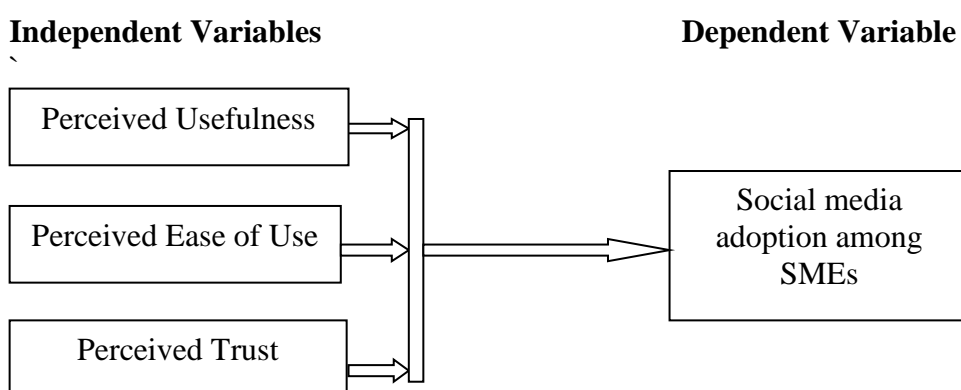 Independent Variables
Dependent Variable
`
Perceived Usefulness
Perceived Ease of Use
Perceived Trust
Social media
adoption among
SMEs